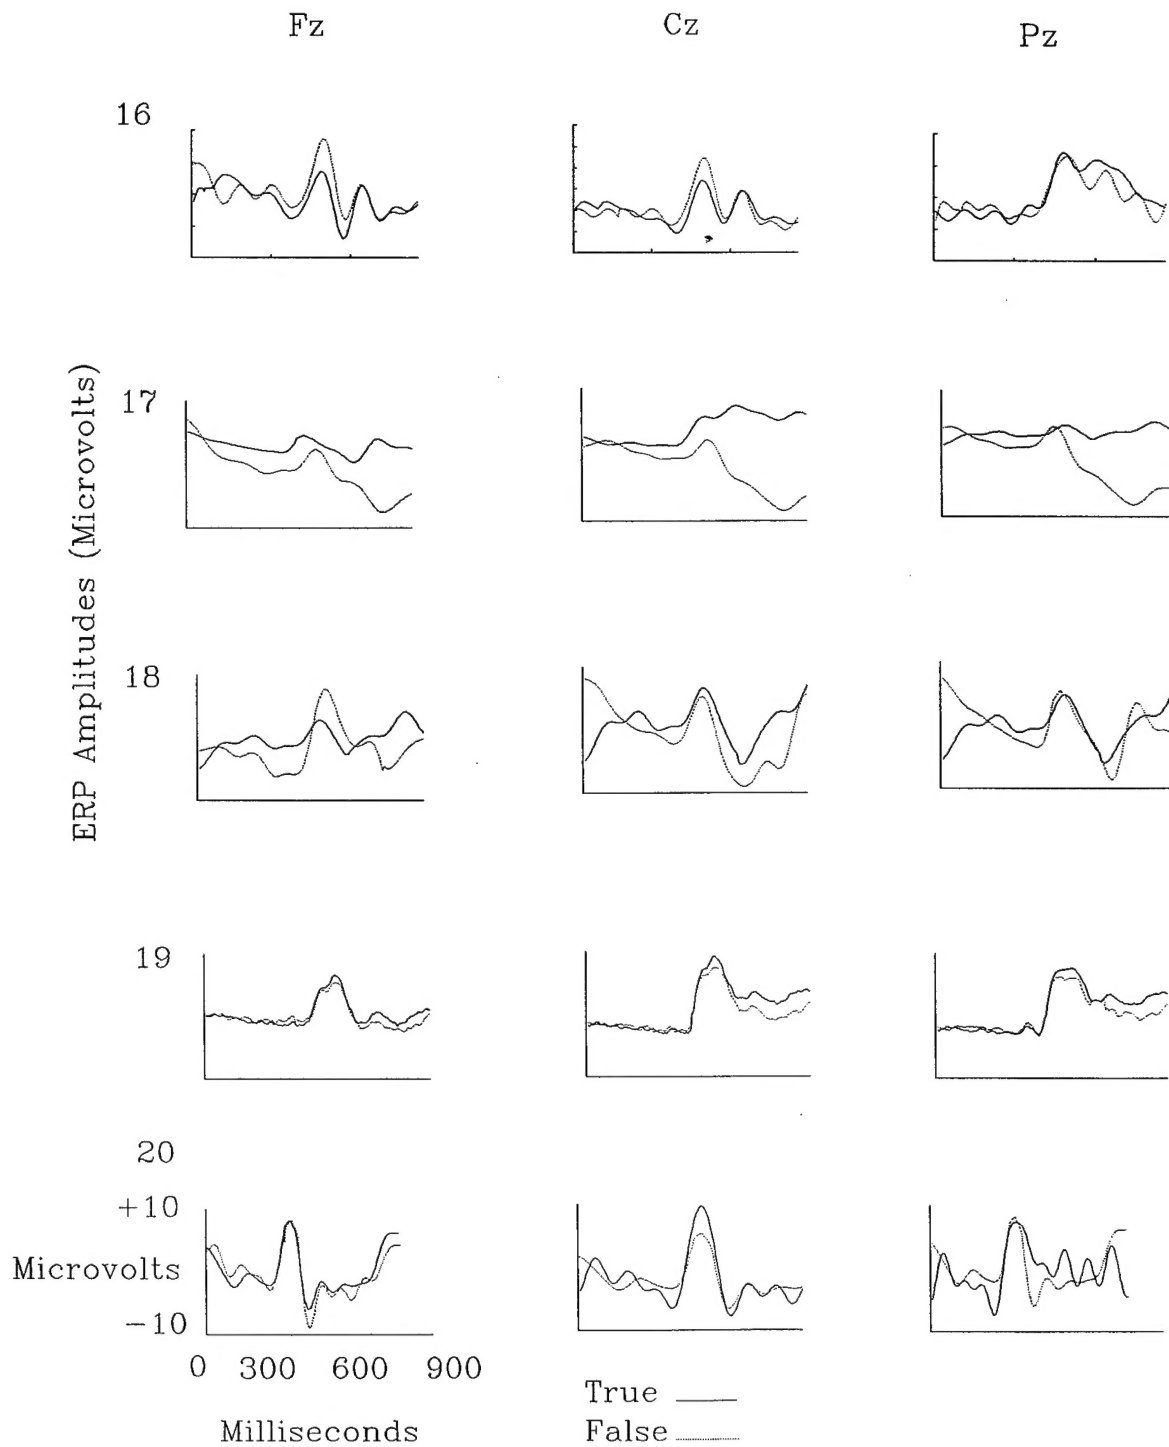 Fz Cz Pz
16
17
ERP Amplitudes (Microvolts)
18
19
20
+10
Microvolts
−10
0 300 600 900
Milliseconds
True
False